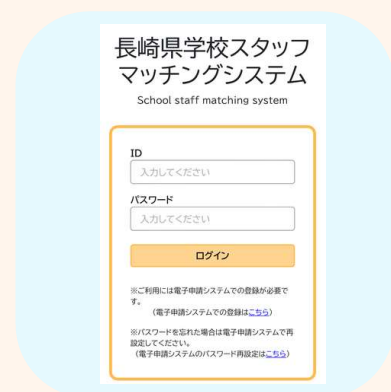 長崎県学校スタッフ
マッチングシステム
School staff matching system
ID
入力してください
パスワード
入力してください
ログイン
※ご利用には電子申請システムでの登録が必要で
す。
(電子申請システムでの登録はこちら)
※パスワードを忘れた場合は電子申請システムで再
設定してください。
(電子申請システムのパスワード再設定はこちら)